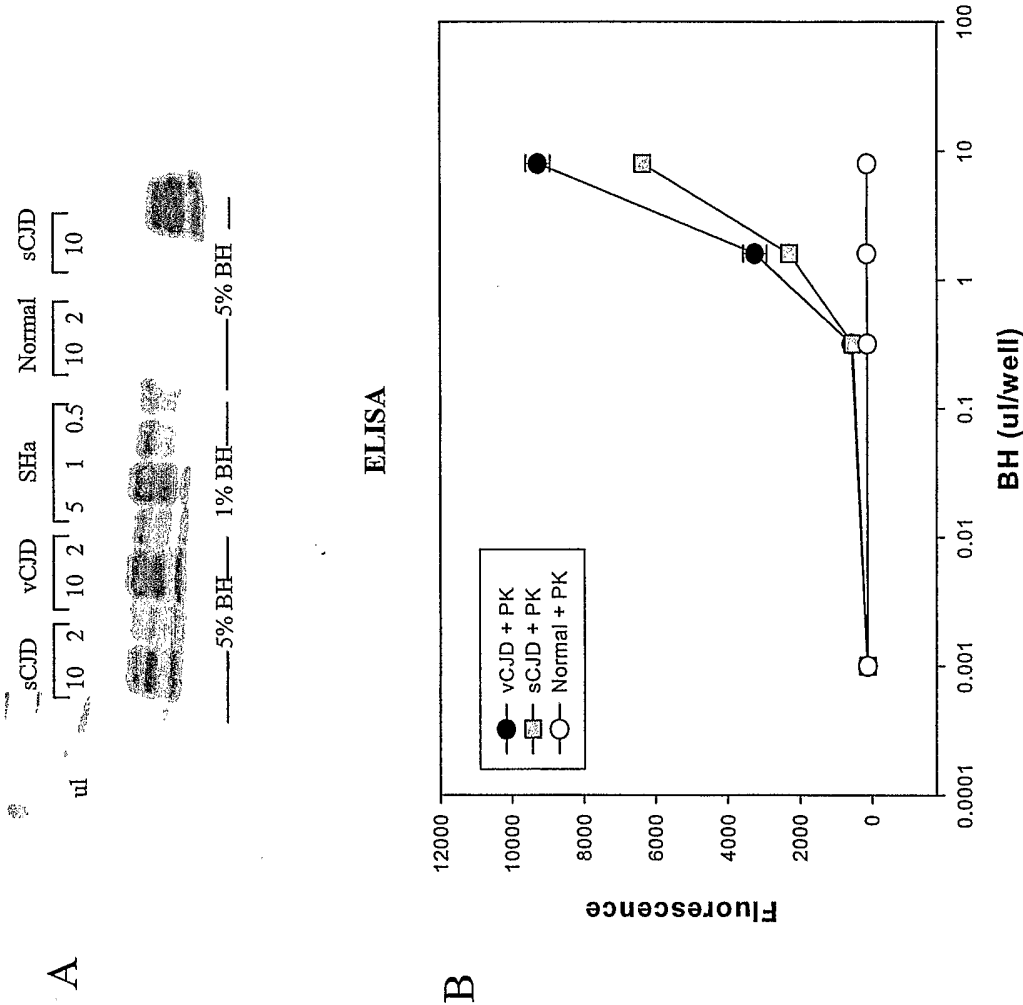 A
sCJD vCJD SHa Normal sCJD
ul 10 2 10 2 5 1 0.5 10 2 10
5% BH 1% BH 5% BH
ELISA
B
12000
10000
8000
6000
4000
2000
0
Fluorescence
vCJD + PK
sCJD + PK
Normal + PK
0.0001 0.001 0.01 0.1 1 10 100
BH (ul/well)